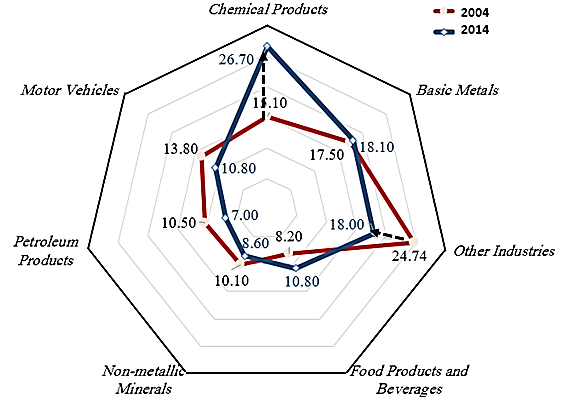 Chemical Products
2004
2014
26.70
Motor Vehicles
Basic Metals
15.10
13.80
17.50
18.10
10.80
10.50
7.00
18.00
8.60
8.20
Petroleum
Products
24.74
Other Industries
10.10
10.80
Non-metallic
Minerals
Food Products and
Beverages